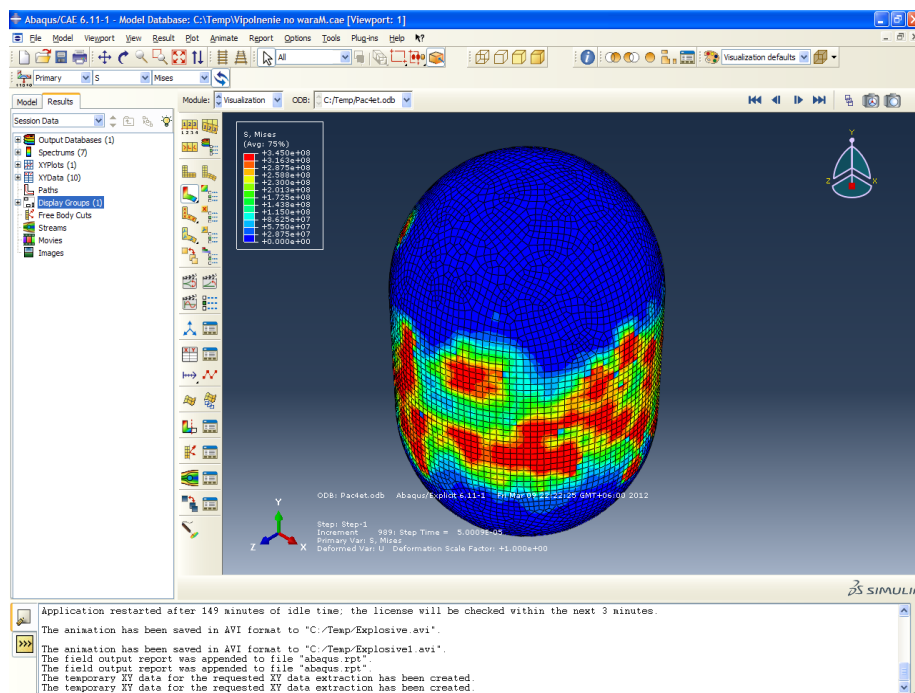 Abaqus/CAE 6.11-1 - Model Database: C:\Temp\Vipolnenie no waraM.cae [Viewport: 1]
File Model Viewport View Result Plot Animate Report Options Tools Plug-ins Help
All
Visualization defaults
Primary S Mises
Model Results
Module: Visualization ODB: C:/Temp/Pac4et.odb
Session Data
Output Databases (1)
Spectrums (7)
XYPlots (1)
XYData (10)
Paths
Display Groups (1)
Free Body Cuts
Streams
Movies
Images
S, Mises
(Avg: 75%)
+3.450e+08
+3.163e+08
+2.875e+08
+2.588e+08
+2.300e+08
+2.013e+08
+1.725e+08
+1.438e+08
+1.150e+08
+8.625e+07
+5.750e+07
+2.875e+07
+0.000e+00
Y
Z X
ODB: Pac4et.odb Abaqus/Explicit 6.11-1 Fri Mar 09 22:22:25 GMT+06:00 2012
Y
Z X
Step: Step-1
Increment 989: Step Time = 5.0009E-05
Primary Var: S, Mises
Deformed Var: U Deformation Scale Factor: +1.000e+00
SIMULI
Application restarted after 149 minutes of idle time; the license will be checked within the next 3 minutes.
The animation has been saved in AVI format to "C:/Temp/Explosive.avi".
The animation has been saved in AVI format to "C:/Temp/Explosive1.avi".
The field output report was appended to file "abaqus.rpt".
The field output report was appended to file "abaqus.rpt".
The temporary XY data for the requested XY data extraction has been created.
The temporary XY data for the requested XY data extraction has been created.